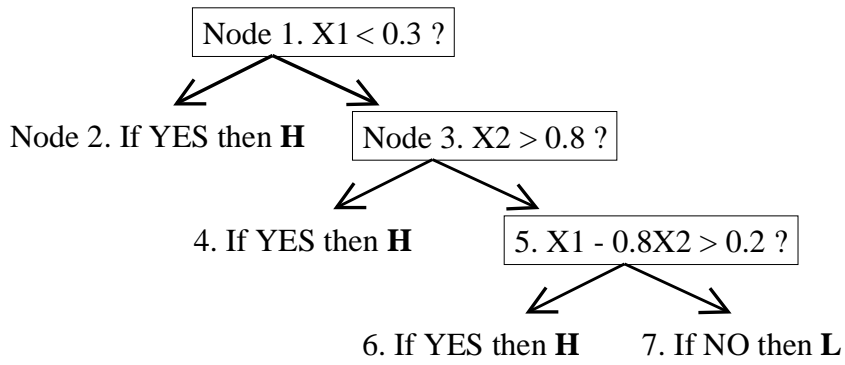 Node 1. X1 < 0.3 ?
Node 2. If YES then H
Node 3. X2 > 0.8 ?
4. If YES then H
5. X1 - 0.8X2 > 0.2 ?
6. If YES then H
7. If NO then L